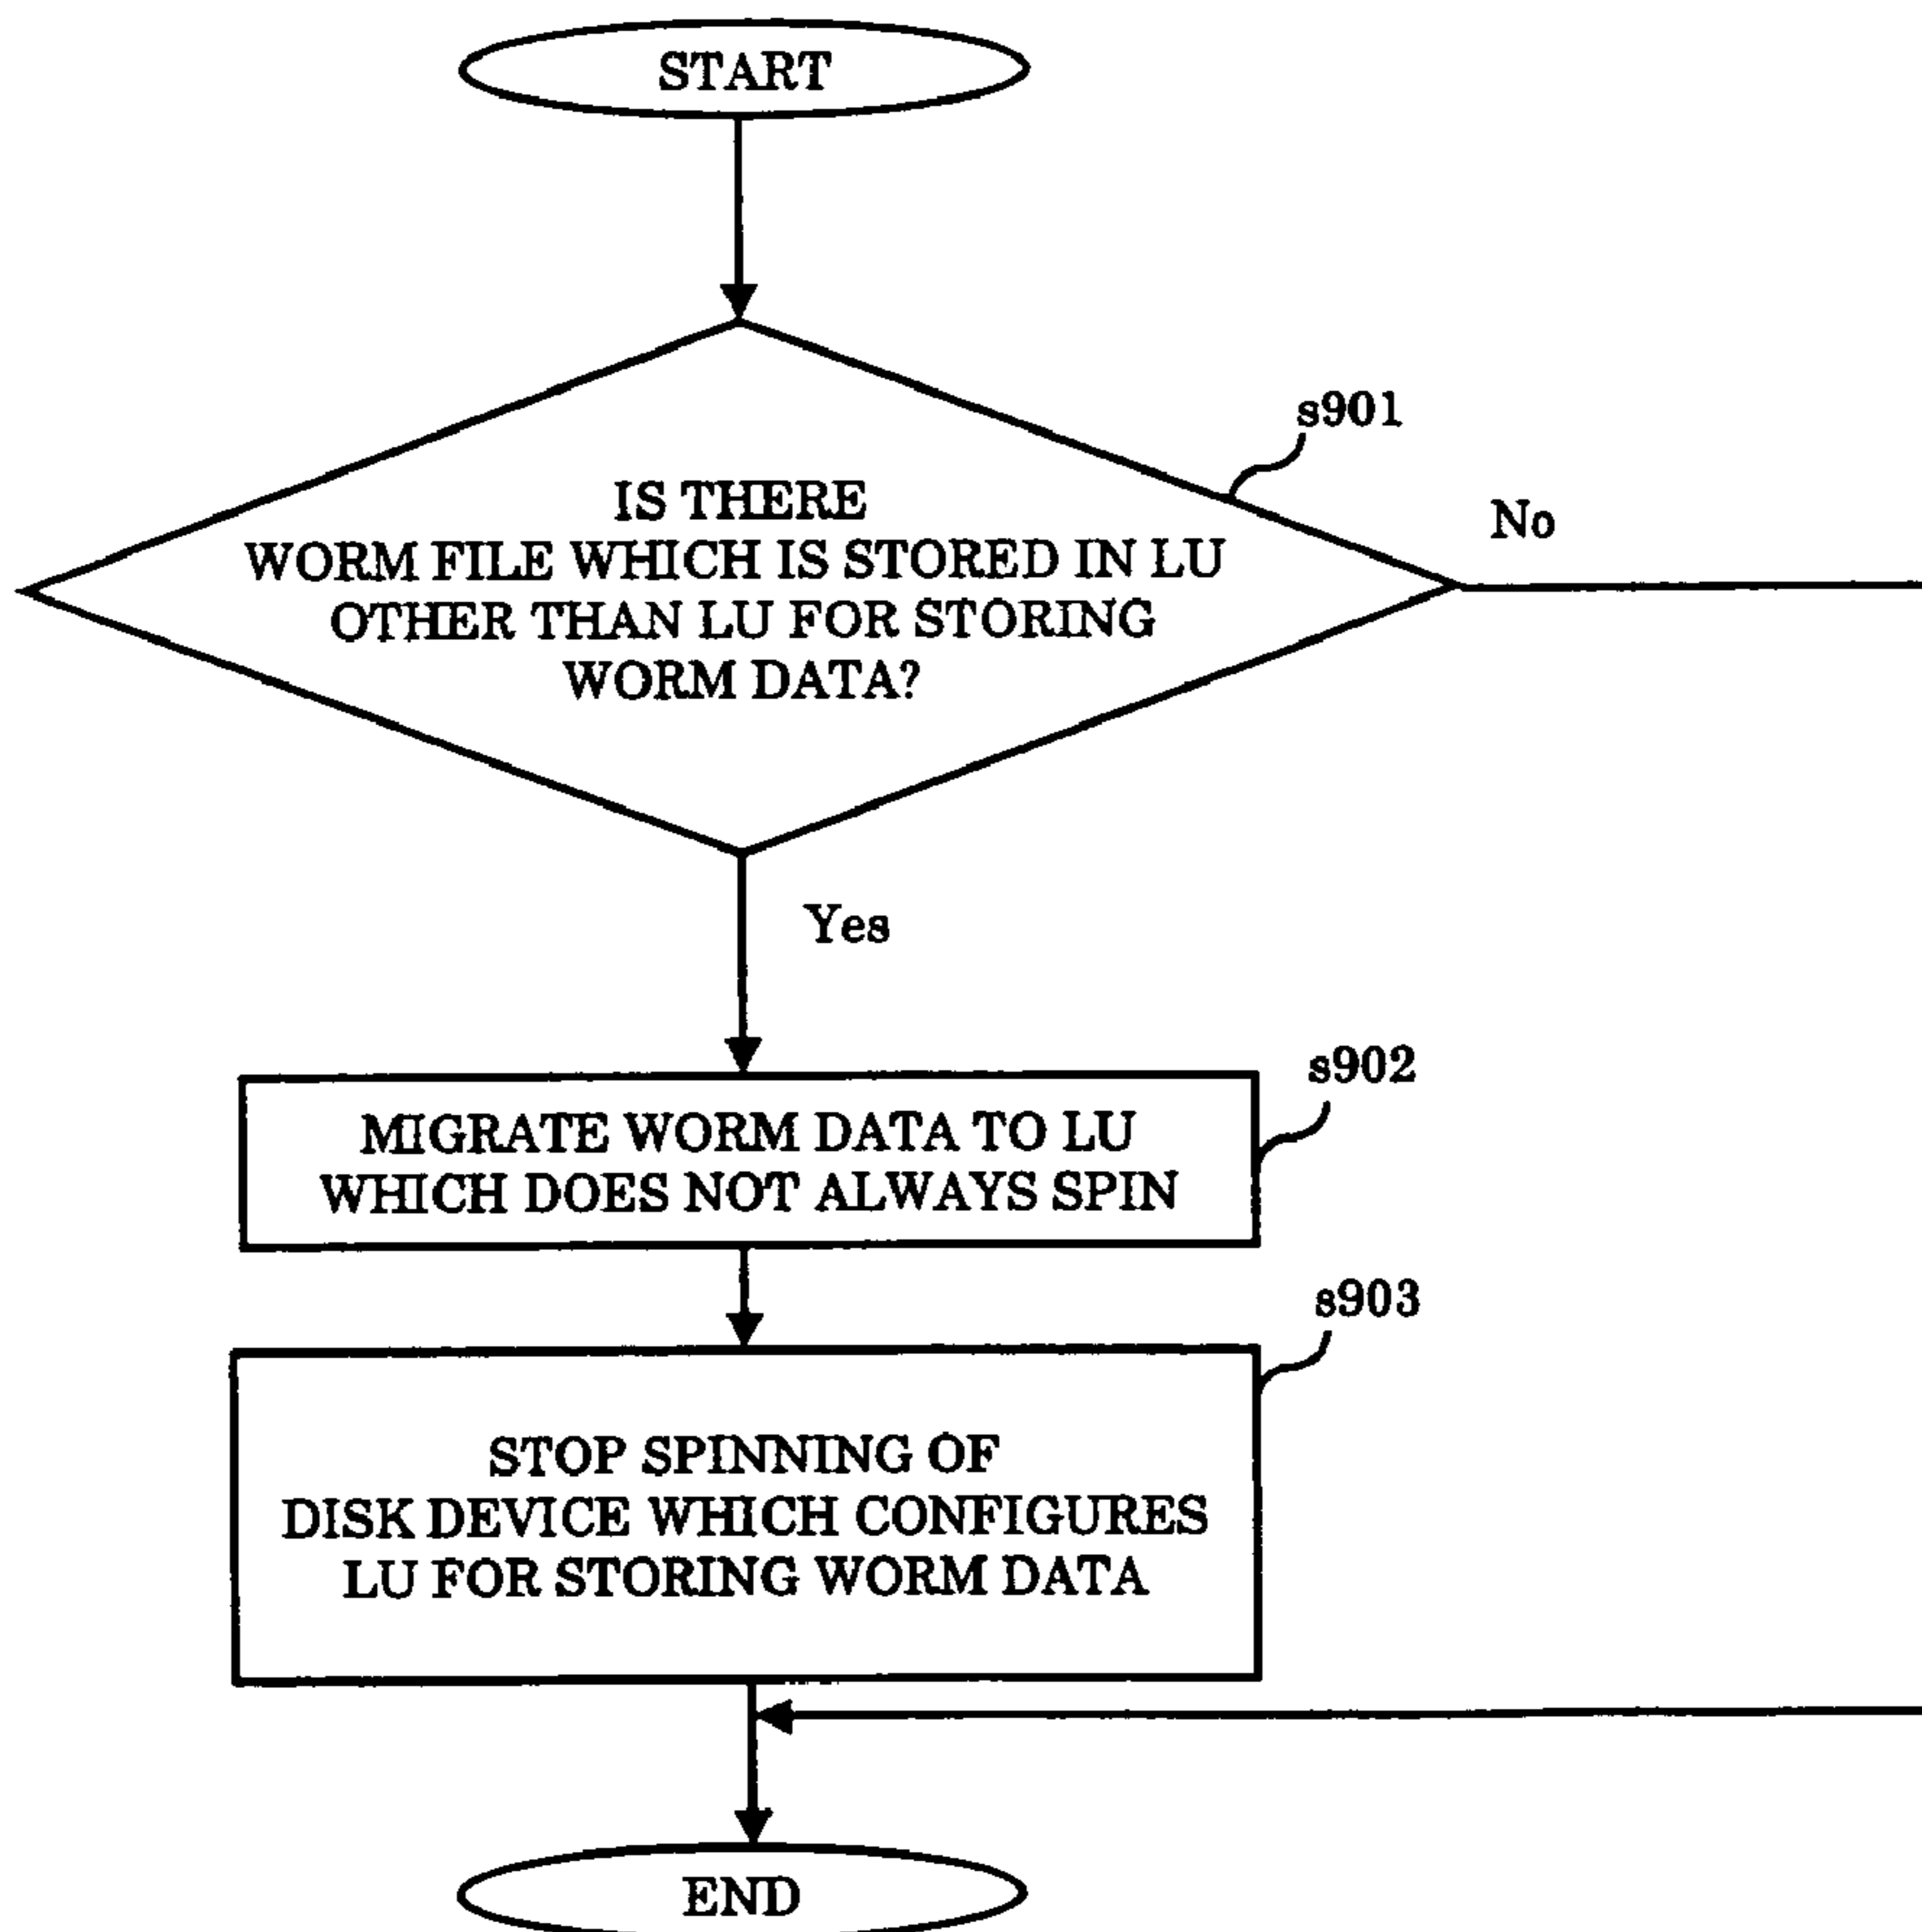 START
s901
IS THERE
WORM FILE WHICH IS STORED IN LU
OTHER THAN LU FOR STORING
WORM DATA?
No
Yes
s902
MIGRATE WORM DATA TO LU
WHICH DOES NOT ALWAYS SPIN
s903
STOP SPINNING OF
DISK DEVICE WHICH CONFIGURES
LU FOR STORING WORM DATA
END